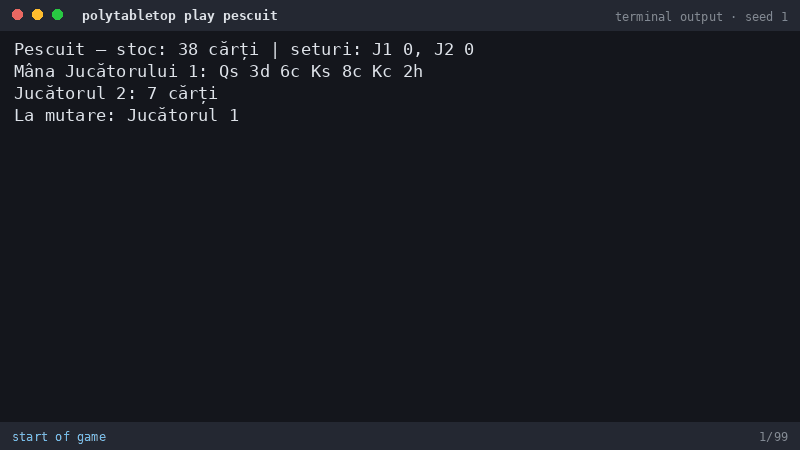 polytabletop play pescuit
terminal output · seed 1
Pescuit — stoc: 38 cărți | seturi: J1 0, J2 0
Mâna Jucătorului 1: Qs 3d 6c Ks 8c Kc 2h
Jucătorul 2: 7 cărți
La mutare: Jucătorul 1
start of game
1/99